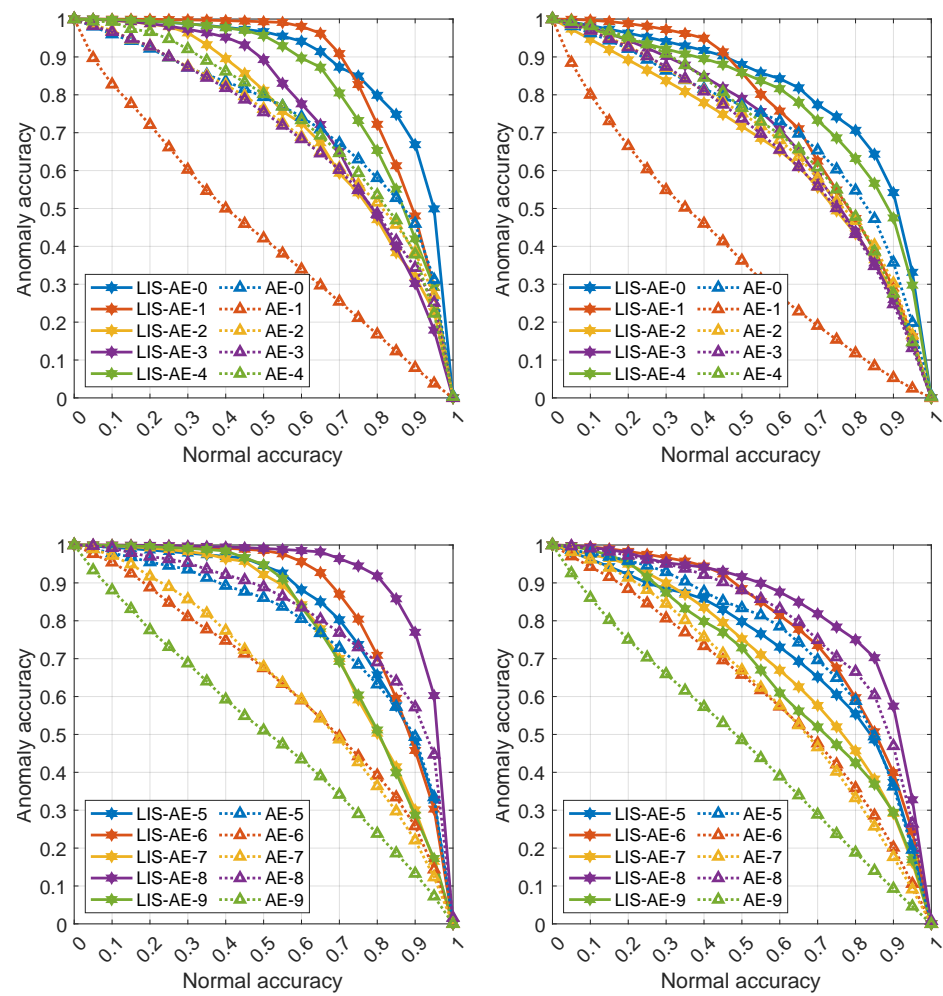 1
0.9
0.8
0.7
0.6
0.5
0.4
0.3
0.2
0.1
0
Anomaly accuracy
LIS-AE-0 AE-0
LIS-AE-1 AE-1
LIS-AE-2 AE-2
LIS-AE-3 AE-3
LIS-AE-4 AE-4
0 0.1 0.2 0.3 0.4 0.5 0.6 0.7 0.8 0.9 1
Normal accuracy
1
0.9
0.8
0.7
0.6
0.5
0.4
0.3
0.2
0.1
0
Anomaly accuracy
LIS-AE-0 AE-0
LIS-AE-1 AE-1
LIS-AE-2 AE-2
LIS-AE-3 AE-3
LIS-AE-4 AE-4
0 0.1 0.2 0.3 0.4 0.5 0.6 0.7 0.8 0.9 1
Normal accuracy
1
0.9
0.8
0.7
0.6
0.5
0.4
0.3
0.2
0.1
0
Anomaly accuracy
LIS-AE-5 AE-5
LIS-AE-6 AE-6
LIS-AE-7 AE-7
LIS-AE-8 AE-8
LIS-AE-9 AE-9
0 0.1 0.2 0.3 0.4 0.5 0.6 0.7 0.8 0.9 1
Normal accuracy
1
0.9
0.8
0.7
0.6
0.5
0.4
0.3
0.2
0.1
0
Anomaly accuracy
LIS-AE-5 AE-5
LIS-AE-6 AE-6
LIS-AE-7 AE-7
LIS-AE-8 AE-8
LIS-AE-9 AE-9
0 0.1 0.2 0.3 0.4 0.5 0.6 0.7 0.8 0.9 1
Normal accuracy